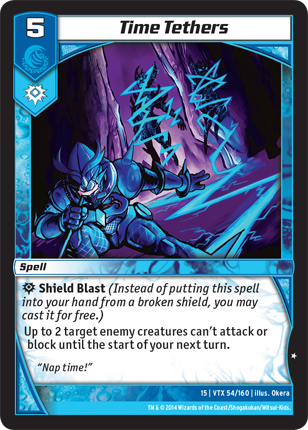 5
Time Tethers
Spell
Shield Blast (Instead of putting this spell
into your hand from a broken shield, you may
cast it for free.)
Up to 2 target enemy creatures can't attack or
block until the start of your next turn.
"Nap time!"
15 | VTX 54/160 | illus. Okera
TM & © 2014 Wizards of the Coast/Shogakukan/Mitsui-Kids.